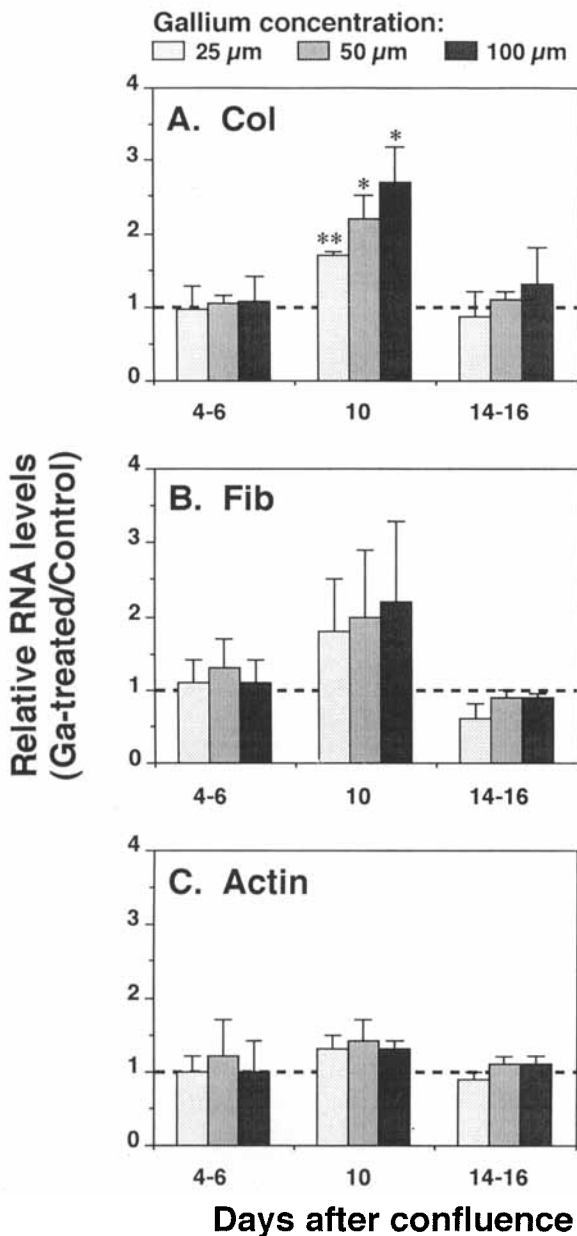 Gallium concentration:
25 µm 50 µm 100 µm
A. Col
4
3
2
1
0
** * *
4-6 10 14-16
Relative RNA levels
(Ga-treated/Control)
B. Fib
4
3
2
1
0
4-6 10 14-16
C. Actin
4
3
2
1
0
4-6 10 14-16
Days after confluence